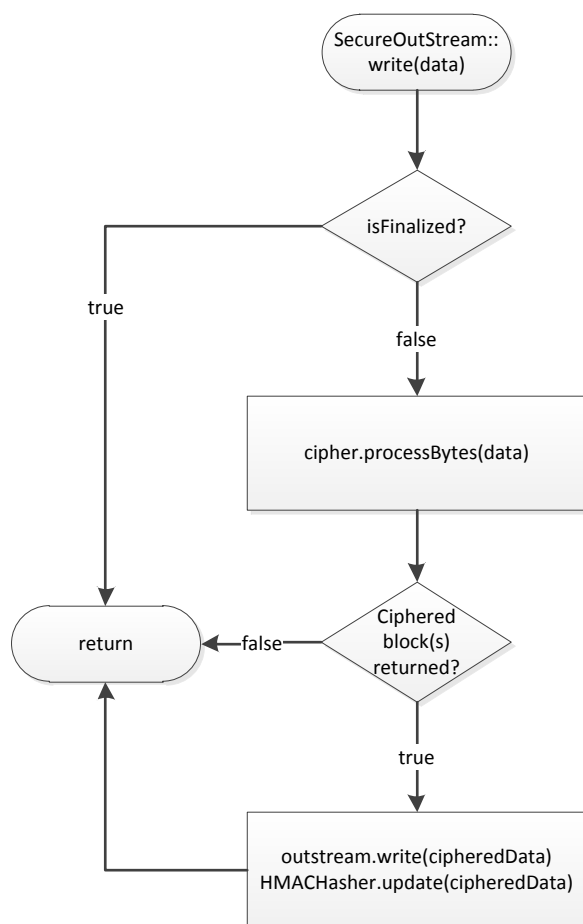 SecureOutStream::
write(data)
isFinalized?
true
false
cipher.processBytes(data)
Ciphered
block(s)
returned?
false
return
true
outstream.write(cipheredData)
HMACHasher.update(cipheredData)